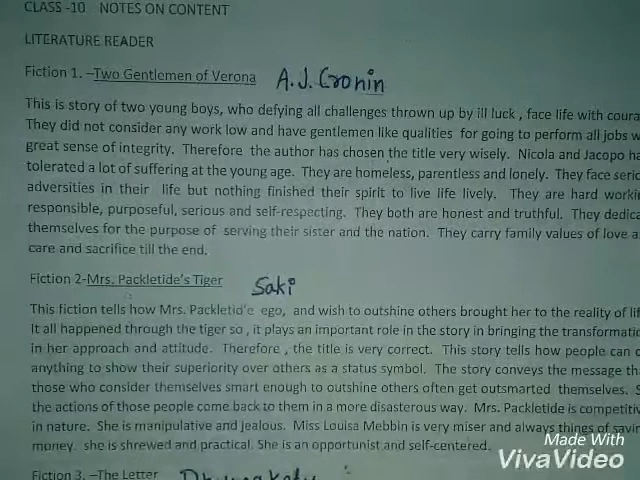 CLASS -10 NOTES ON CONTENT
LITERATURE READER
Fiction 1. –Two Gentlemen of Verona A.J. Cronin
This is story of two young boys, who defying all challenges thrown up by ill luck , face life with coura
They did not consider any work low and have gentlemen like qualities for going to perform all jobs w
great sense of integrity. Therefore the author has chosen the title very wisely. Nicola and Jacopo ha
tolerated a lot of suffering at the young age. They are homeless, parentless and lonely. They face serio
adversities in their life but nothing finished their spirit to live life lively. They are hard workin
responsible, purposeful, serious and self-respecting. They both are honest and truthful. They dedica
themselves for the purpose of serving their sister and the nation. They carry family values of love a
care and sacrifice till the end.
Fiction 2-Mrs. Packletide's Tiger Saki
This fiction tells how Mrs. Packletid'e ego, and wish to outshine others brought her to the reality of lif
It all happened through the tiger so , it plays an important role in the story in bringing the transformatio
in her approach and attitude. Therefore , the title is very correct. This story tells how people can d
anything to show their superiority over others as a status symbol. The story conveys the message tha
those who consider themselves smart enough to outshine others often get outsmarted themselves. S
the actions of those people come back to them in a more disasterous way. Mrs. Packletide is competitiv
in nature. She is manipulative and jealous. Miss Louisa Mebbin is very miser and always things of savin
money. she is shrewd and practical. She is an opportunist and self-centered.
Fiction 3. –The Letter
Made With
VivaVideo